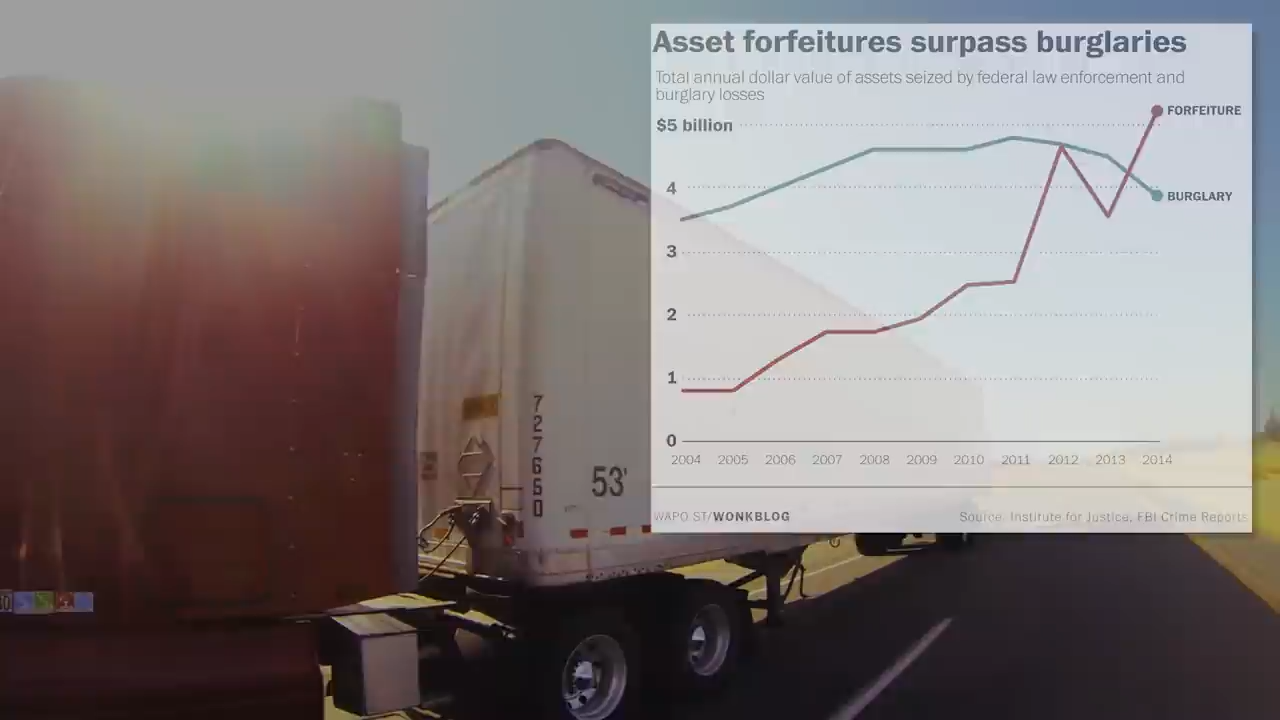 Asset forfeitures surpass burglaries
Total annual dollar value of assets seized by federal law enforcement and
burglary losses
FORFEITURE
$5 billion
4
BURGLARY
3
2
1
0
2004 2005 2006 2007 2008 2009 2010 2011 2012 2013 2014
WAPO.ST/WONKBLOG
Source: Institute for Justice, FBI Crime Reports
727660
53'